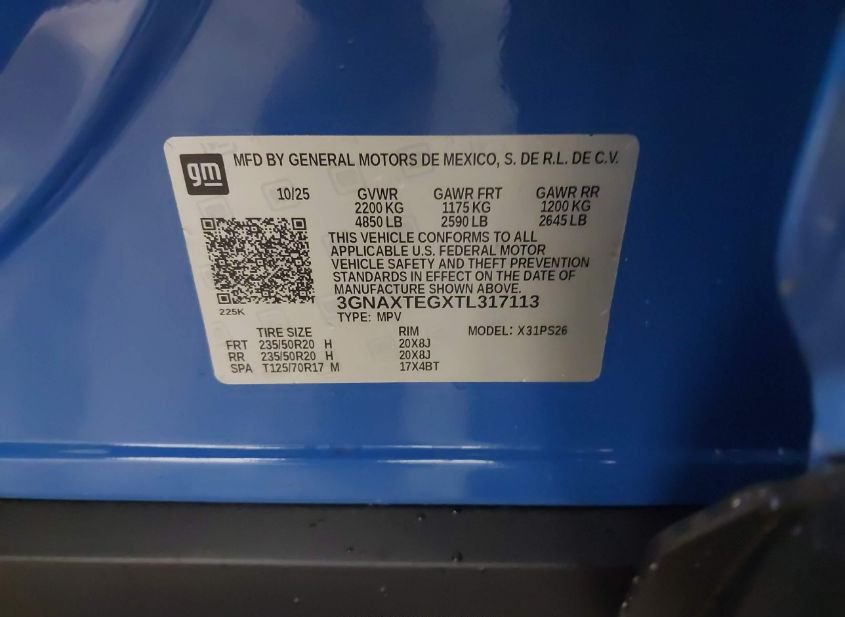 gm MFD BY GENERAL MOTORS DE MEXICO, S. DE R.L. DE C.V.
10/25 GVWR GAWR FRT GAWR RR
2200 KG 1175 KG 1200 KG
4850 LB 2590 LB 2645 LB
THIS VEHICLE CONFORMS TO ALL
APPLICABLE U.S. FEDERAL MOTOR
VEHICLE SAFETY AND THEFT PREVENTION
STANDARDS IN EFFECT ON THE DATE OF
MANUFACTURE SHOWN ABOVE.
3GNAXTEGXTL317113
225K
TYPE: MPV
TIRE SIZE RIM MODEL: X31PS26
FRT 235/50R20 H 20X8J
RR 235/50R20 H 20X8J
SPA T125/70R17 M 17X4BT